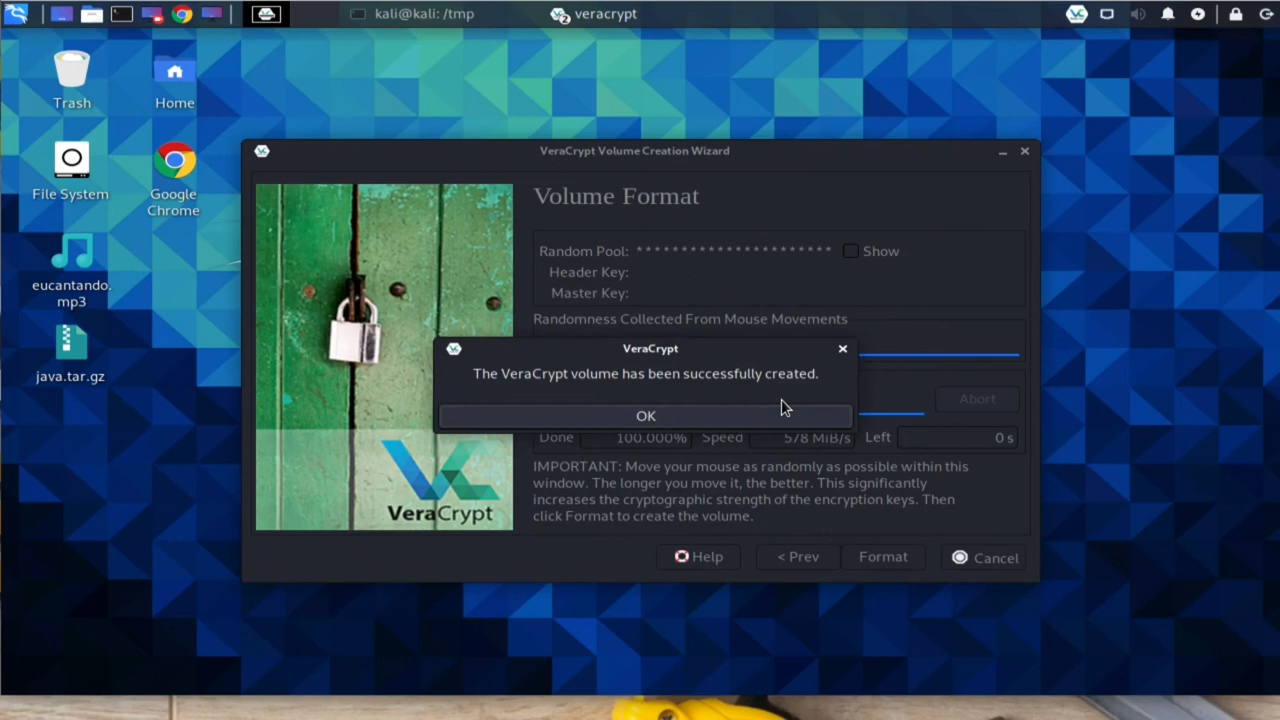 kali@kali: /tmp
2 veracrypt
Trash
Home
File System
Google
Chrome
eucantando.
mp3
java.tar.gz
VeraCrypt Volume Creation Wizard
Volume Format
Random Pool: * * * * * * * * * * * * * * * * * * * * * * Show
Header Key:
Master Key:
Randomness Collected From Mouse Movements
VeraCrypt
The VeraCrypt volume has been successfully created.
OK
Abort
Done 100.000% Speed 578 MiB/s Left 0 s
IMPORTANT: Move your mouse as randomly as possible within this
window. The longer you move it, the better. This significantly
increases the cryptographic strength of the encryption keys. Then
click Format to create the volume.
VeraCrypt
Help < Prev Format Cancel